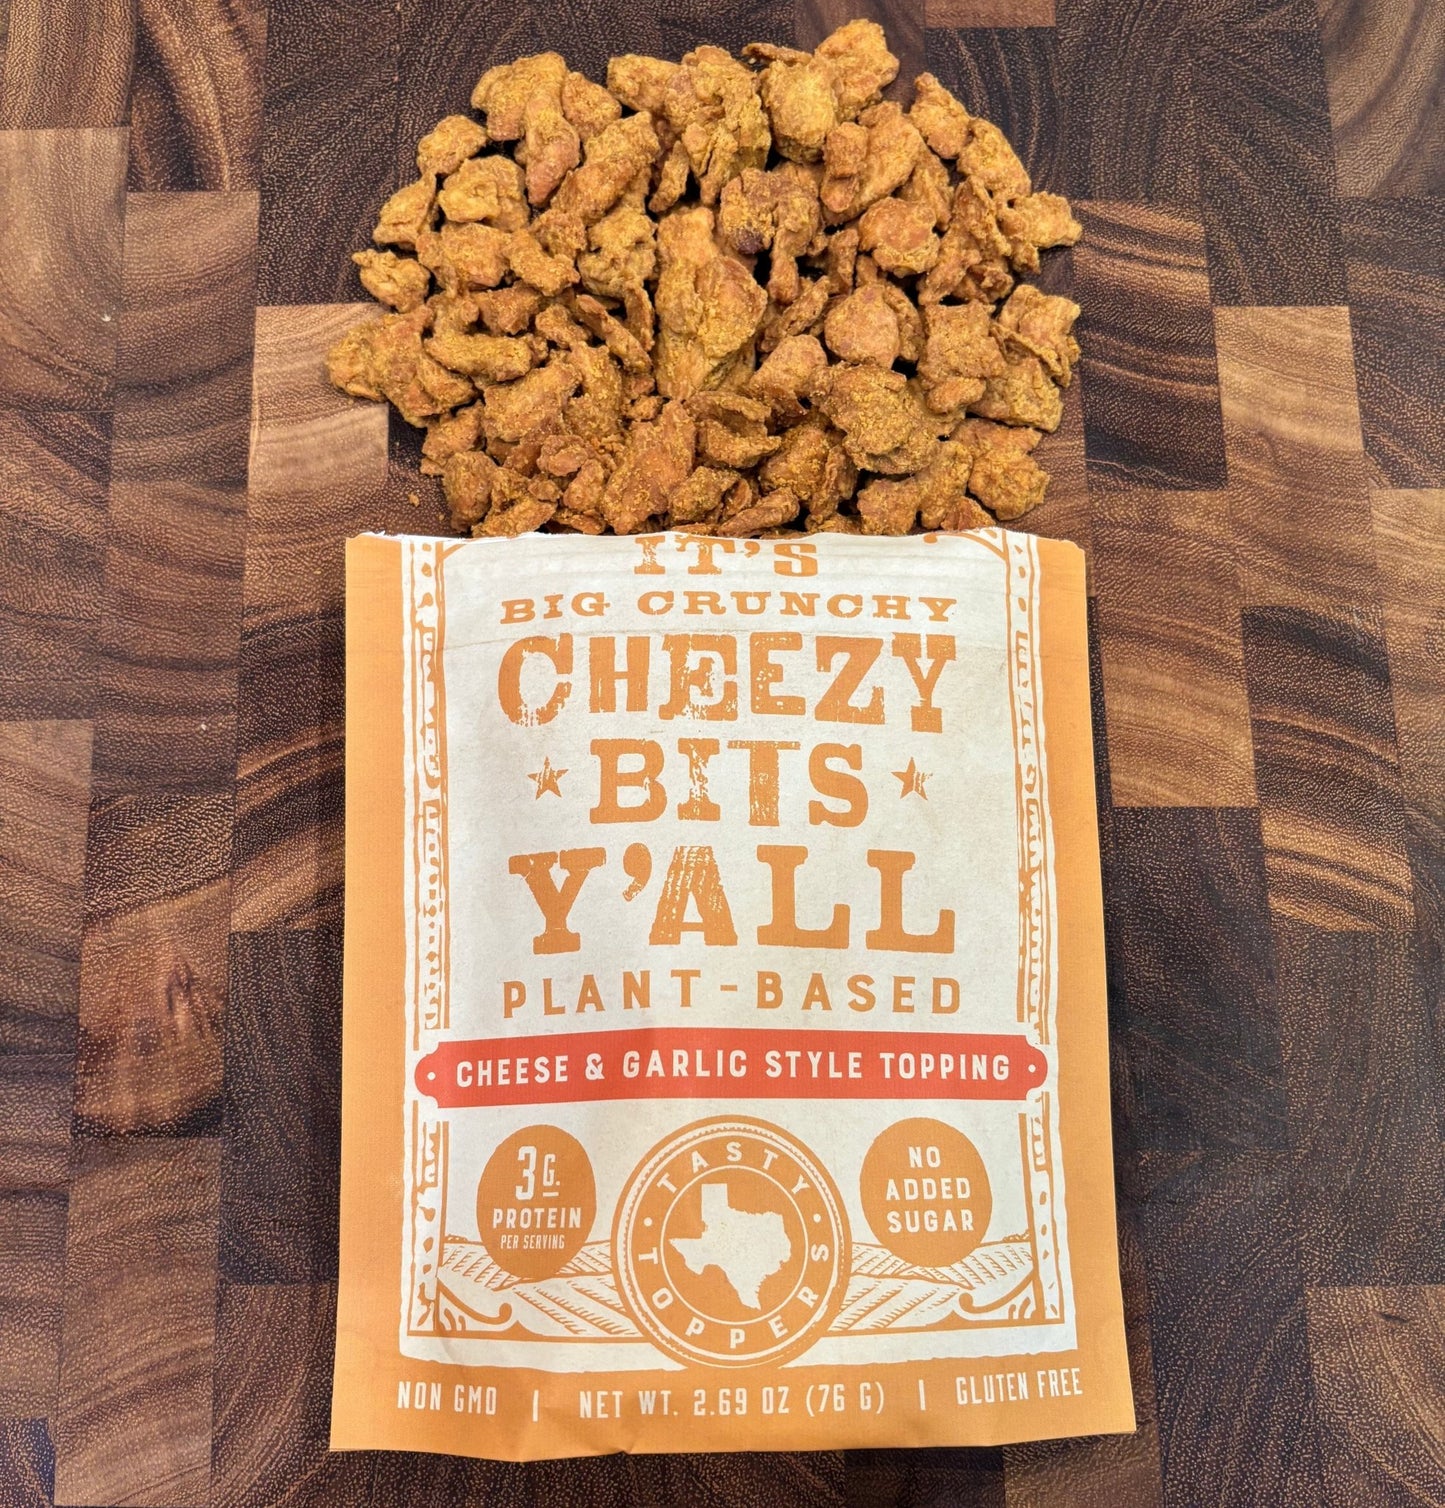 IT'S
BIG CRUNCHY
CHEEZY
BITS
Y'ALL
PLANT-BASED
CHEESE & GARLIC STYLE TOPPING
3G.
PROTEIN
PER SERVING
TASTY
TOPPERS
NO
ADDED
SUGAR
NON GMO | NET WT. 2.69 OZ (76 G) | GLUTEN FREE